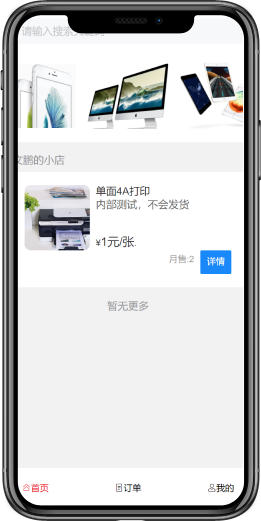 请输入搜索
文鹏的小店
单面4A打印
内部测试，不会发货
¥1元/张.
月售:2
详情
暂无更多
首页
订单
我的